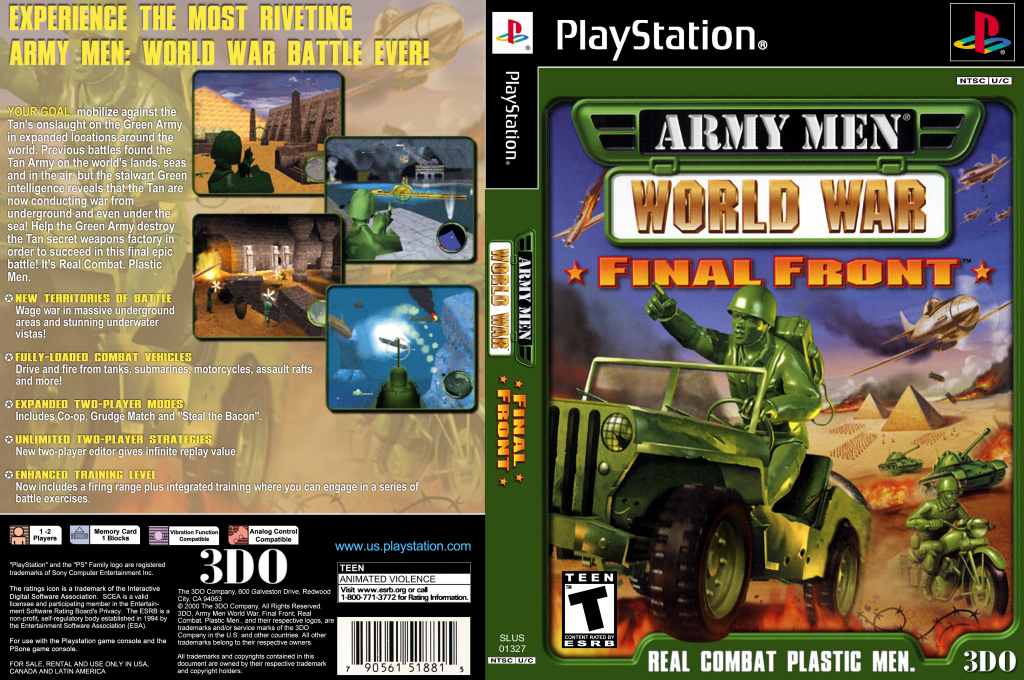 EXPERIENCE THE MOST RIVETING
ARMY MEN: WORLD WAR BATTLE EVER!
YOUR GOAL: mobilize against the
Tan's onslaught on the Green Army
in expanded locations around the
world. Previous battles found the
Tan Army on the world's lands, seas
and in the air, but the stalwart Green
intelligence reveals that the Tan are
now conducting war from
underground and even under the
sea! Help the Green Army destroy
the Tan secret weapons factory in
order to succeed in this final epic
battle! It's Real Combat. Plastic
Men.
NEW TERRITORIES OF BATTLE
Wage war in massive underground
areas and stunning underwater
vistas!
FULLY-LOADED COMBAT VEHICLES
Drive and fire from tanks, submarines, motorcycles, assault rafts
and more!
EXPANDED TWO-PLAYER MODES
Includes Co-op, Grudge Match and "Steal the Bacon".
UNLIMITED TWO-PLAYER STRATEGIES
New two-player editor gives infinite replay value.
ENHANCED TRAINING LEVEL
Now includes a firing range plus integrated training where you can engage in a series of
battle exercises.
1 -2
Players
Memory Card
1 Blocks
Vibration Function
Compatible
Analog Control
Compatible
"PlayStation" and the "PS" Family logo are registered
trademarks of Sony Computer Entertainment Inc.
The ratings icon is a trademark of the Interactive
Digital Software Association. SCEA is a valid
licensee and participating member in the Entertain-
ment Software Rating Board's Privacy. The ESRB is a
non-profit, self-regulatory body established in 1994 by
the Entertainment Software Association (ESA).
For use with the Playstation game console and the
PSone game console.
FOR SALE, RENTAL AND USE ONLY IN USA,
CANADA AND LATIN AMERICA
3DO
The 3DO Company, 600 Galveston Drive, Redwood
City, CA 94063
© 2000 The 3DO Company. All Rights Reserved.
3DO, Army Men World War, Final Front, Real
Combat. Plastic Men., and their respective logos, are
trademarks and/or service marks of the 3DO
Company in the U.S. and other countries. All other
trademarks belong to their respective owners.
All trademarks and copyrights contained in this
document are owned by their respective trademark
and copyright holders.
www.us.playstation.com
TEEN
ANIMATED VIOLENCE
Visit www.esrb.org or call
1-800-771-3772 for Rating Information.
7 90561 51881 5
PlayStation®
ARMY MEN
WORLD WAR
FINAL
FRONT
SLUS
01327
NTSC U/C
PlayStation®
NTSC U/C
ARMY MEN®
WORLD WAR
FINAL FRONT™
TEEN
T
CONTENT RATED BY
ESRB
REAL COMBAT PLASTIC MEN.
3DO